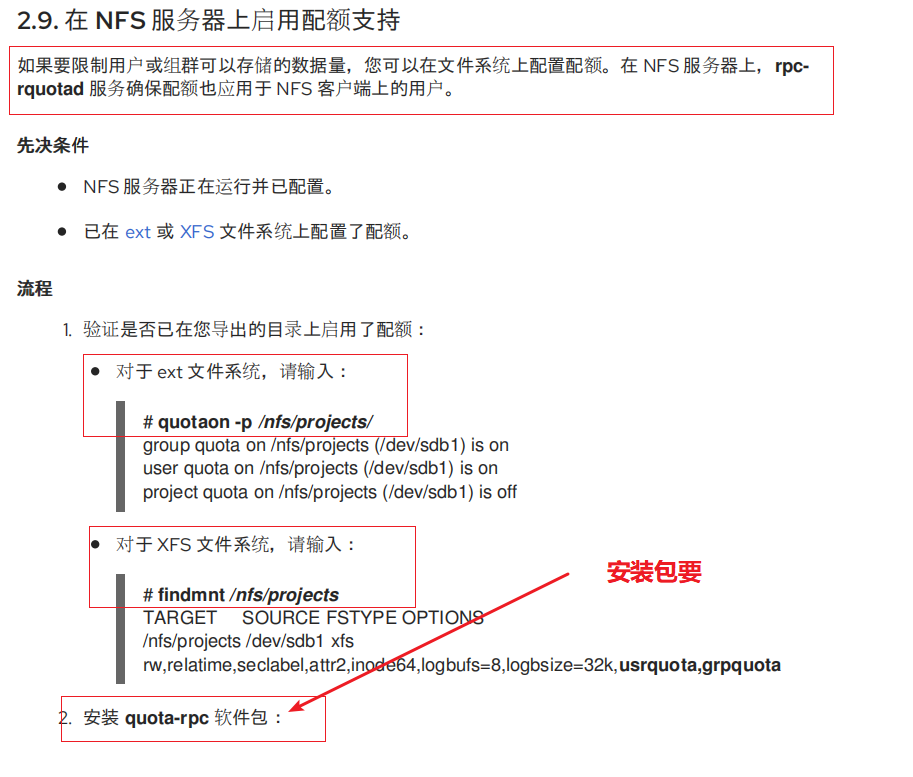 2.9. 在 NFS 服务器上启用配额支持
如果要限制用户或组群可以存储的数据量，您可以在文件系统上配置配额。在 NFS 服务器上，rpc-
rquotad 服务确保配额也应用于 NFS 客户端上的用户。
先决条件
● NFS 服务器正在运行并已配置。
● 已在 ext 或 XFS 文件系统上配置了配额。
流程
1. 验证是否已在您导出的目录上启用了配额：
● 对于 ext 文件系统，请输入：
# quotaon -p /nfs/projects/
group quota on /nfs/projects (/dev/sdb1) is on
user quota on /nfs/projects (/dev/sdb1) is on
project quota on /nfs/projects (/dev/sdb1) is off
● 对于 XFS 文件系统，请输入：
# findmnt /nfs/projects
安装包要
TARGET SOURCE FSTYPE OPTIONS
/nfs/projects /dev/sdb1 xfs
rw,relatime,seclabel,attr2,inode64,logbufs=8,logbsize=32k,usrquota,grpquota
2. 安装 quota-rpc 软件包：